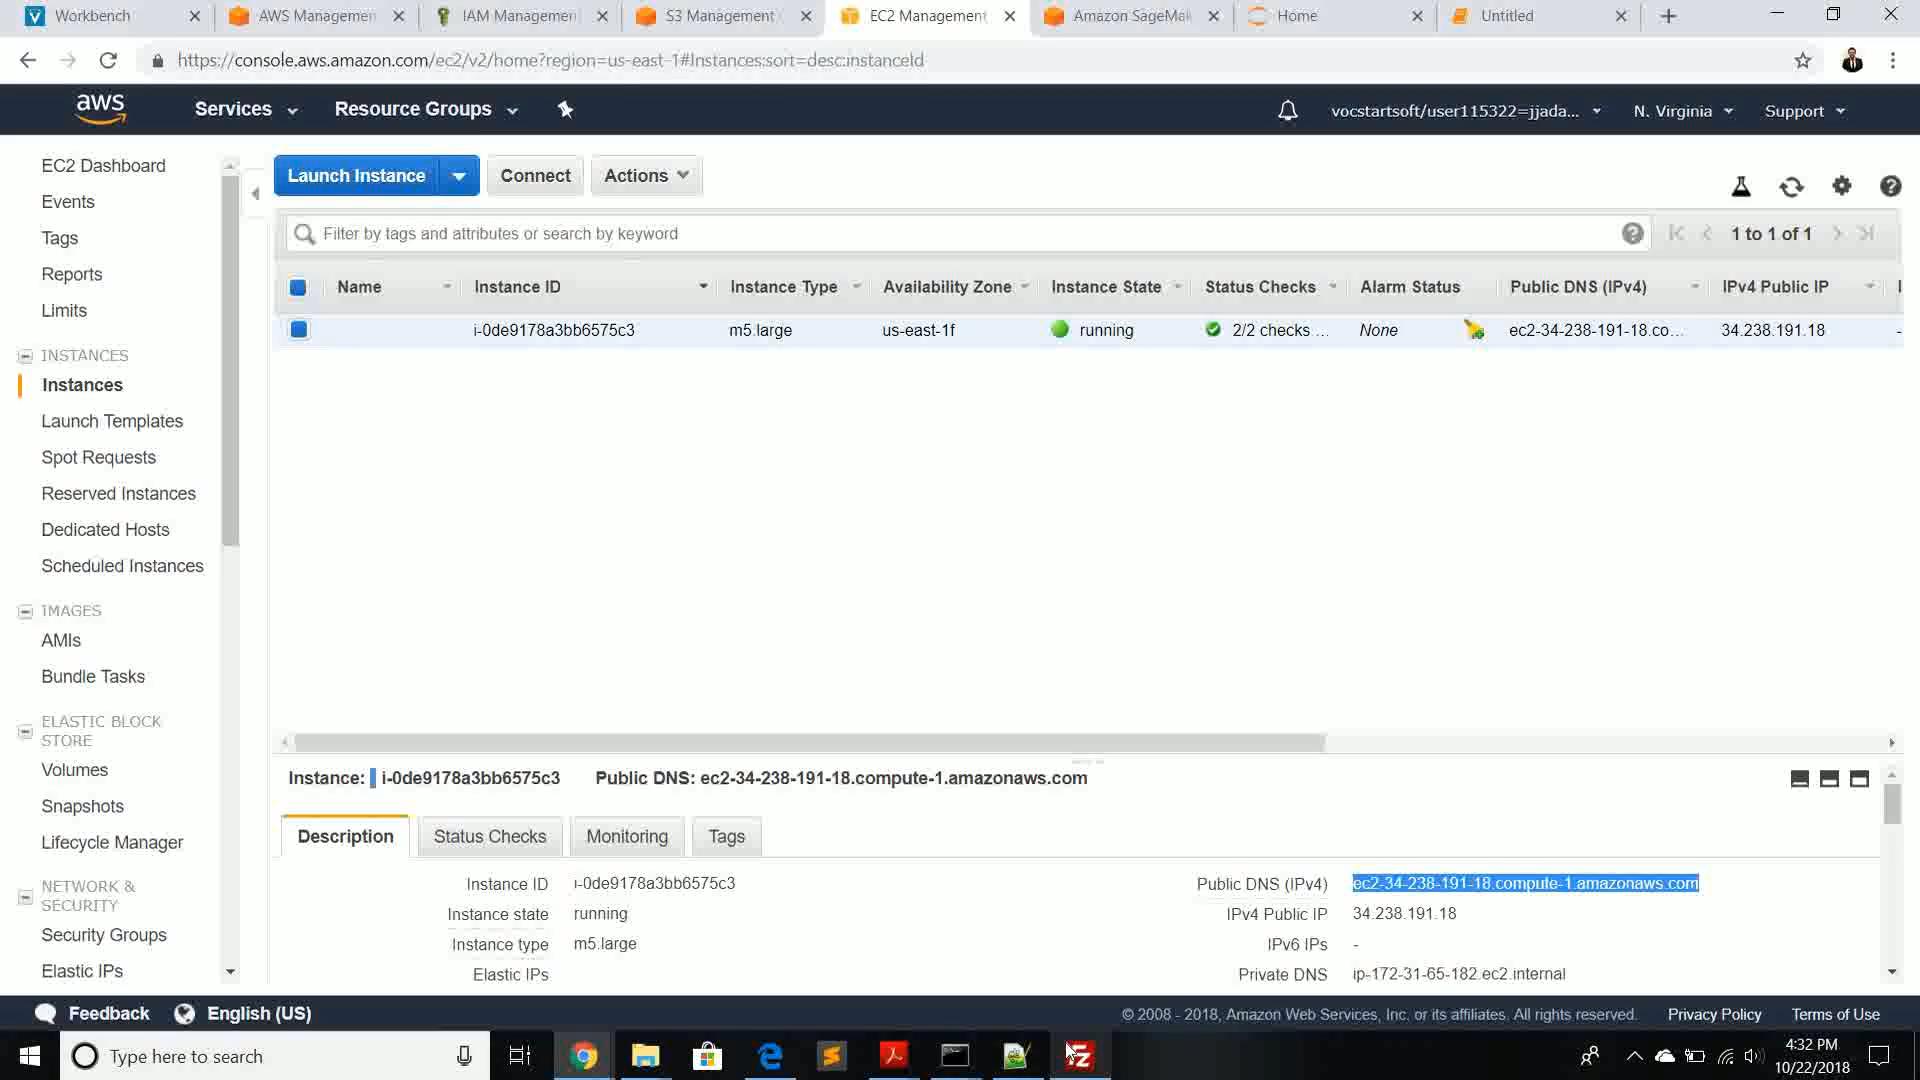 Workbench
AWS Managemen
IAM Managemen
S3 Management
EC2 Management
Amazon SageMak
Home
Untitled
https://console.aws.amazon.com/ec2/v2/home?region=us-east-1#Instances:sort=desc:instanceId
aws
Services
Resource Groups
vocstartsoft/user115322=jjada...
N. Virginia
Support
EC2 Dashboard
Events
Tags
Reports
Limits
INSTANCES
Instances
Launch Templates
Spot Requests
Reserved Instances
Dedicated Hosts
Scheduled Instances
IMAGES
AMIs
Bundle Tasks
ELASTIC BLOCK
STORE
Volumes
Snapshots
Lifecycle Manager
NETWORK &
SECURITY
Security Groups
Elastic IPs
Launch Instance
Connect
Actions
Filter by tags and attributes or search by keyword
1 to 1 of 1
Name Instance ID Instance Type Availability Zone Instance State Status Checks Alarm Status Public DNS (IPv4) IPv4 Public IP
i-0de9178a3bb6575c3 m5.large us-east-1f running 2/2 checks ... None ec2-34-238-191-18.co... 34.238.191.18 -
Instance: i-0de9178a3bb6575c3 Public DNS: ec2-34-238-191-18.compute-1.amazonaws.com
Description Status Checks Monitoring Tags
Instance ID i-0de9178a3bb6575c3
Instance state running
Instance type m5.large
Elastic IPs
Public DNS (IPv4) ec2-34-238-191-18.compute-1.amazonaws.com
IPv4 Public IP 34.238.191.18
IPv6 IPs -
Private DNS ip-172-31-65-182.ec2.internal
Feedback
English (US)
© 2008 - 2018, Amazon Web Services, Inc. or its affiliates. All rights reserved.
Privacy Policy
Terms of Use
Type here to search
4:32 PM
10/22/2018